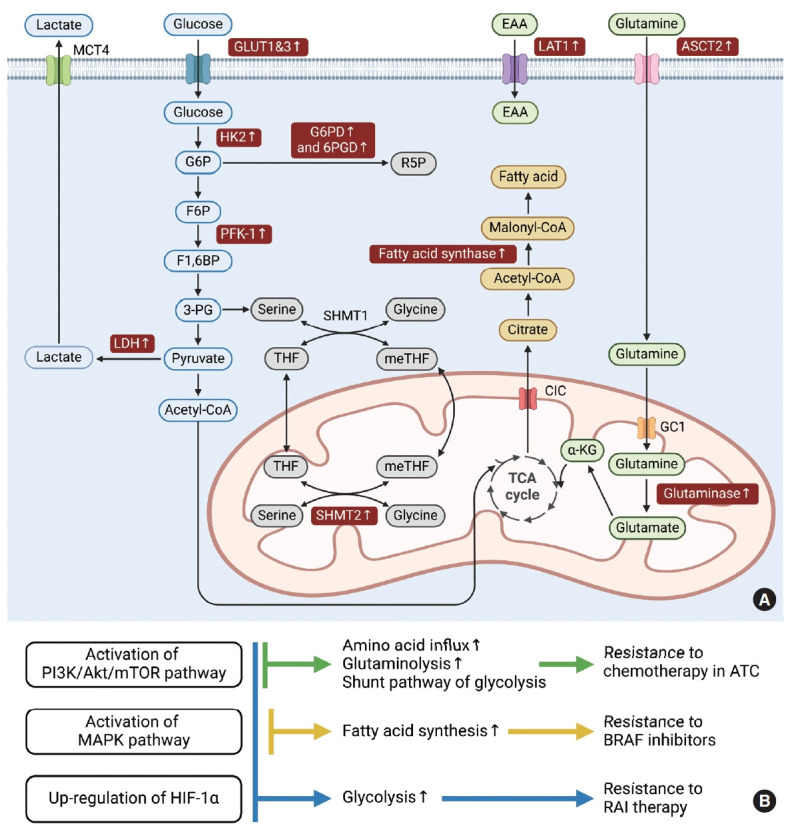 Lactate
Glucose
EAA
Glutamine
MCT4
GLUT1&3↑
LAT1↑
ASCT2↑
Glucose
EAA
HK2↑
G6PD↑
and 6PGD↑
G6P
R5P
Fatty acid
F6P
PFK-1↑
Malonyl-CoA
Fatty acid synthase↑
F1,6BP
Acetyl-CoA
3-PG
Serine
SHMT1
Glycine
Citrate
LDH↑
Lactate
Pyruvate
THF
meTHF
Glutamine
Acetyl-CoA
CIC
GC1
α-KG
THF
meTHF
TCA
cycle
Glutamine
Glutaminase↑
Serine
SHMT2↑
Glycine
Glutamate
A
Activation of
PI3K/Akt/mTOR pathway
Amino acid influx↑
Glutaminolysis↑
Shunt pathway of glycolysis
Resistance to
chemotherapy in ATC
Activation of
MAPK pathway
Fatty acid synthesis↑
Resistance to
BRAF inhibitors
Up-regulation of HIF-1α
Glycolysis↑
Resistance to
RAI therapy
B